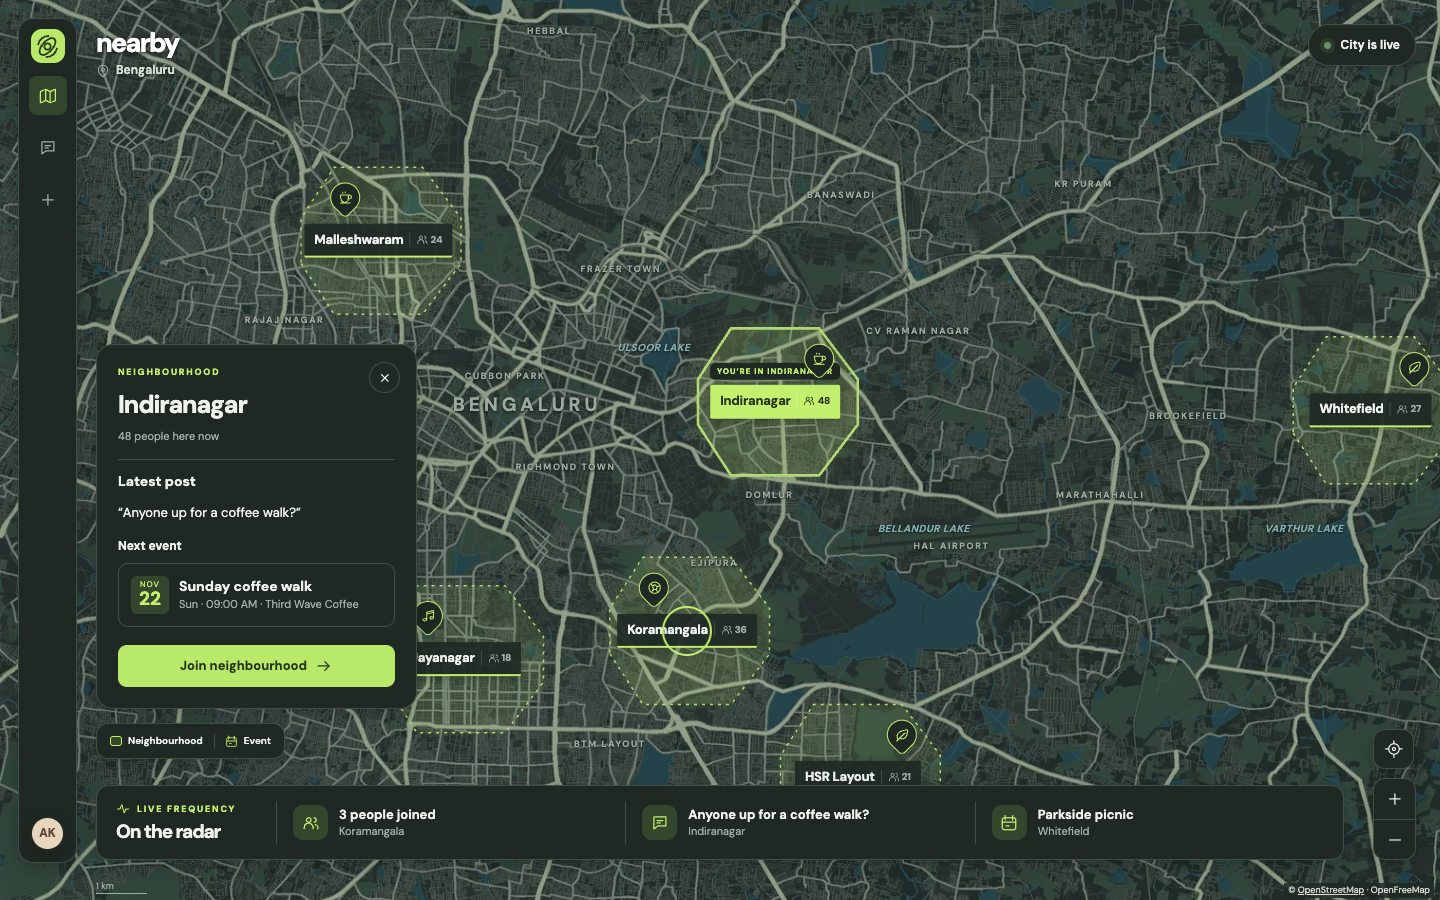 nearby
Bengaluru
City is live
HEBBAL
KR PURAM
BANASWADI
Malleshwaram 24
FRAZER TOWN
RAJAJINAGAR
CV RAMAN NAGAR
ULSOOR LAKE
YOU'RE IN
Indiranagar 48
CUBBON PARK
BENGALURU
Whitefield 27
BROOKEFIELD
RICHMOND TOWN
DOMLUR
MARATHAHALLI
BELLANDUR LAKE
HAL AIRPORT
VARTHUR LAKE
EJIPURA
Koramangala 36
ayanagar 18
BTM LAYOUT
HSR Layout 21
NEIGHBOURHOOD
Indiranagar
48 people here now
Latest post
“Anyone up for a coffee walk?”
Next event
NOV
22
Sunday coffee walk
Sun · 09:00 AM · Third Wave Coffee
Join neighbourhood
Neighbourhood
Event
LIVE FREQUENCY
On the radar
3 people joined
Koramangala
Anyone up for a coffee walk?
Indiranagar
Parkside picnic
Whitefield
AK
1 km
© OpenStreetMap · OpenFreeMap